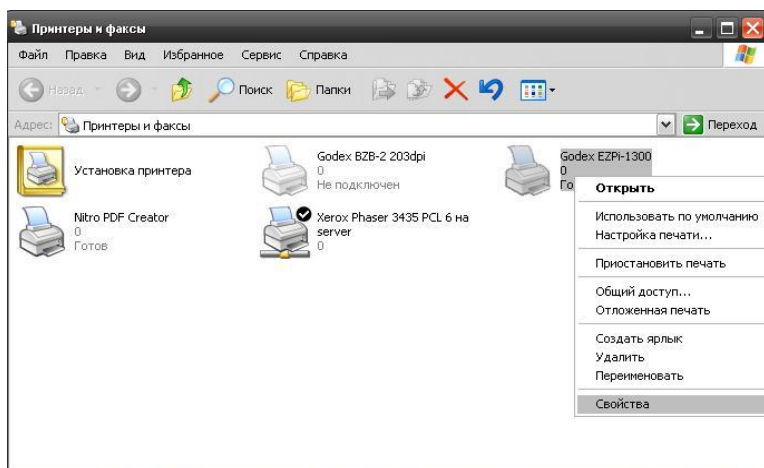 Принтеры и факсы
Файл Правка Вид Избранное Сервис Справка
Назад Поиск Папки
Адрес: Принтеры и факсы Переход
Установка принтера
Godex BZB-2 203dpi
0
Не подключен
Godex EZPi-1300
0
Го
Nitro PDF Creator
0
Готов
Xerox Phaser 3435 PCL 6 на
server
0
Открыть
Использовать по умолчанию
Настройка печати...
Приостановить печать
Общий доступ...
Отложенная печать
Создать ярлык
Удалить
Переименовать
Свойства